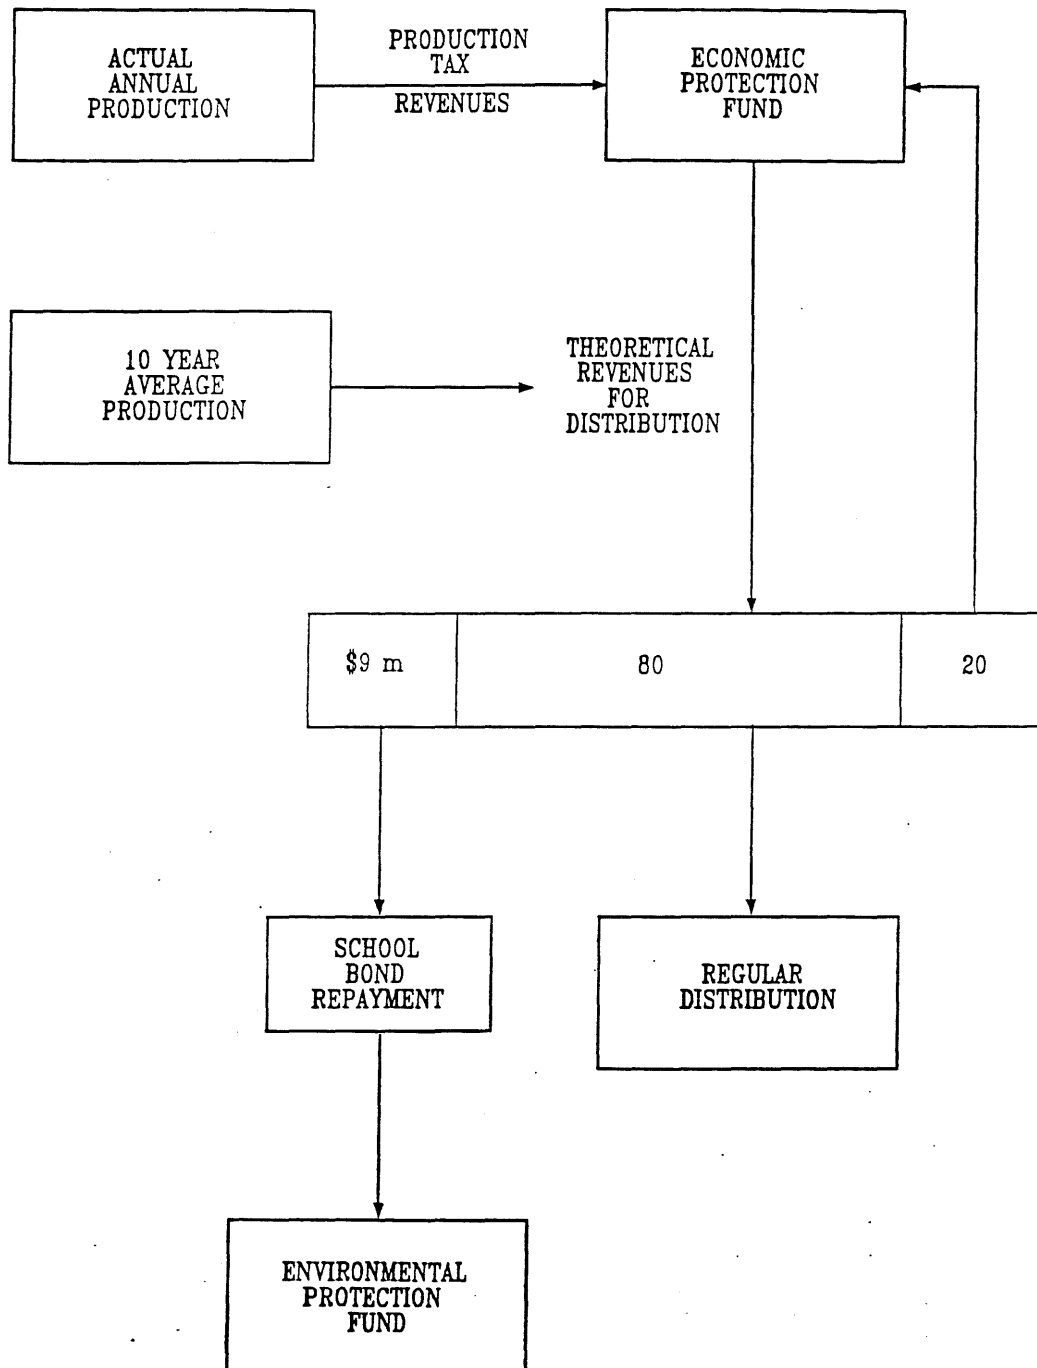 ACTUAL
ANNUAL
PRODUCTION
PRODUCTION
TAX
REVENUES
ECONOMIC
PROTECTION
FUND
10 YEAR
AVERAGE
PRODUCTION
THEORETICAL
REVENUES
FOR
DISTRIBUTION
$9 m
80
20
SCHOOL
BOND
REPAYMENT
REGULAR
DISTRIBUTION
ENVIRONMENTAL
PROTECTION
FUND